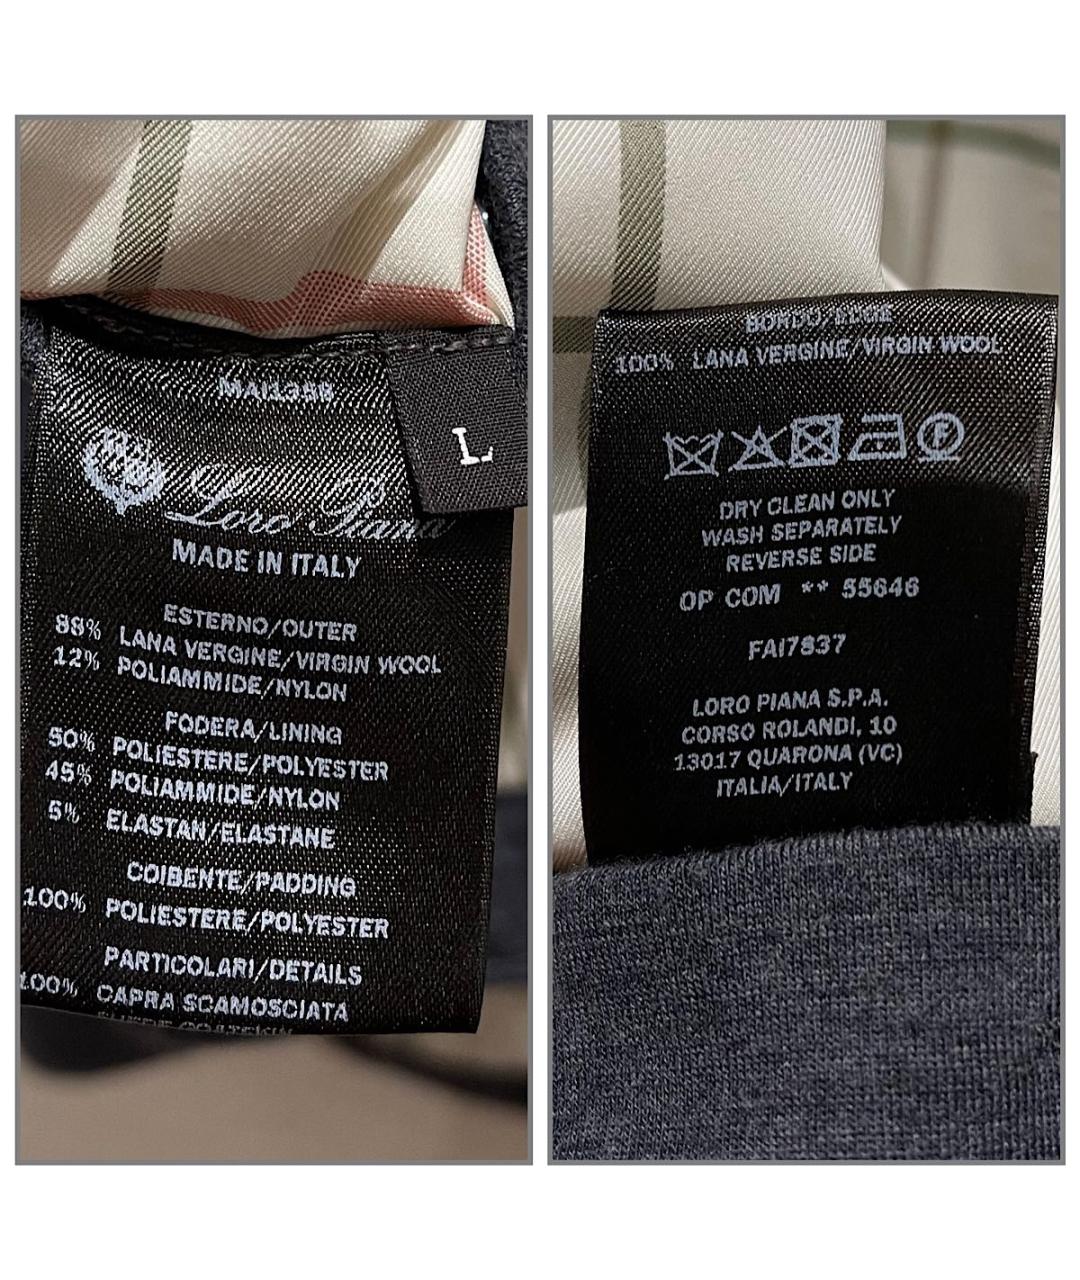 MAI1358
L
Loro Piana
MADE IN ITALY
ESTERNO/OUTER
88% LANA VERGINE/VIRGIN WOOL
12% POLIAMMIDE/NYLON
FODERA/LINING
50% POLIESTERE/POLYESTER
45% POLIAMMIDE/NYLON
5% ELASTAN/ELASTANE
COIBENTE/PADDING
100% POLIESTERE/POLYESTER
PARTICOLARI/DETAILS
100% CAPRA SCAMOSCIATA
BORDO/EDGE
100% LANA VERGINE/VIRGIN WOOL
F
DRY CLEAN ONLY
WASH SEPARATELY
REVERSE SIDE
OP COM ** 55646
FAI7837
LORO PIANA S.P.A.
CORSO ROLANDI, 10
13017 QUARONA (VC)
ITALIA/ITALY